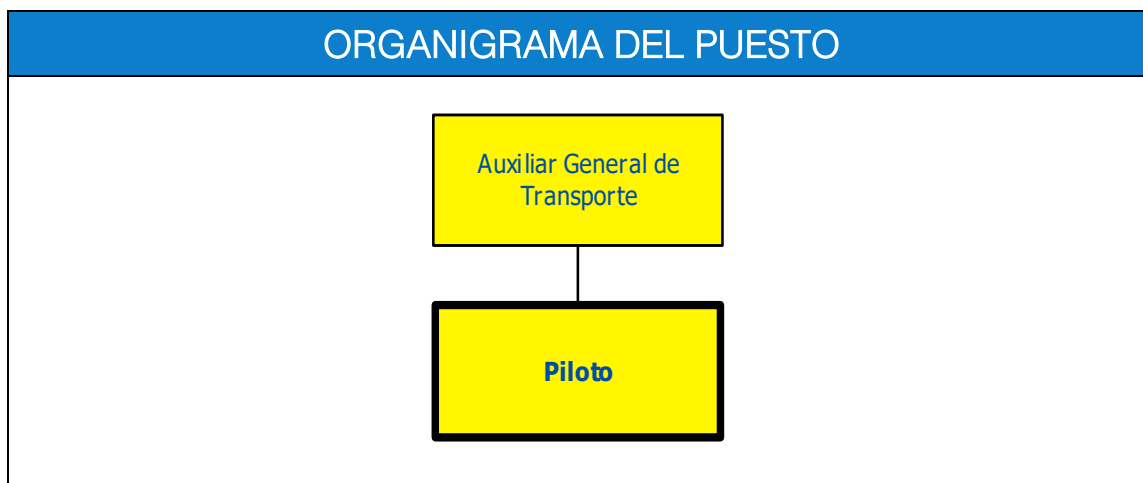 ORGANIGRAMA DEL PUESTO
Auxiliar General de
Transporte
Piloto